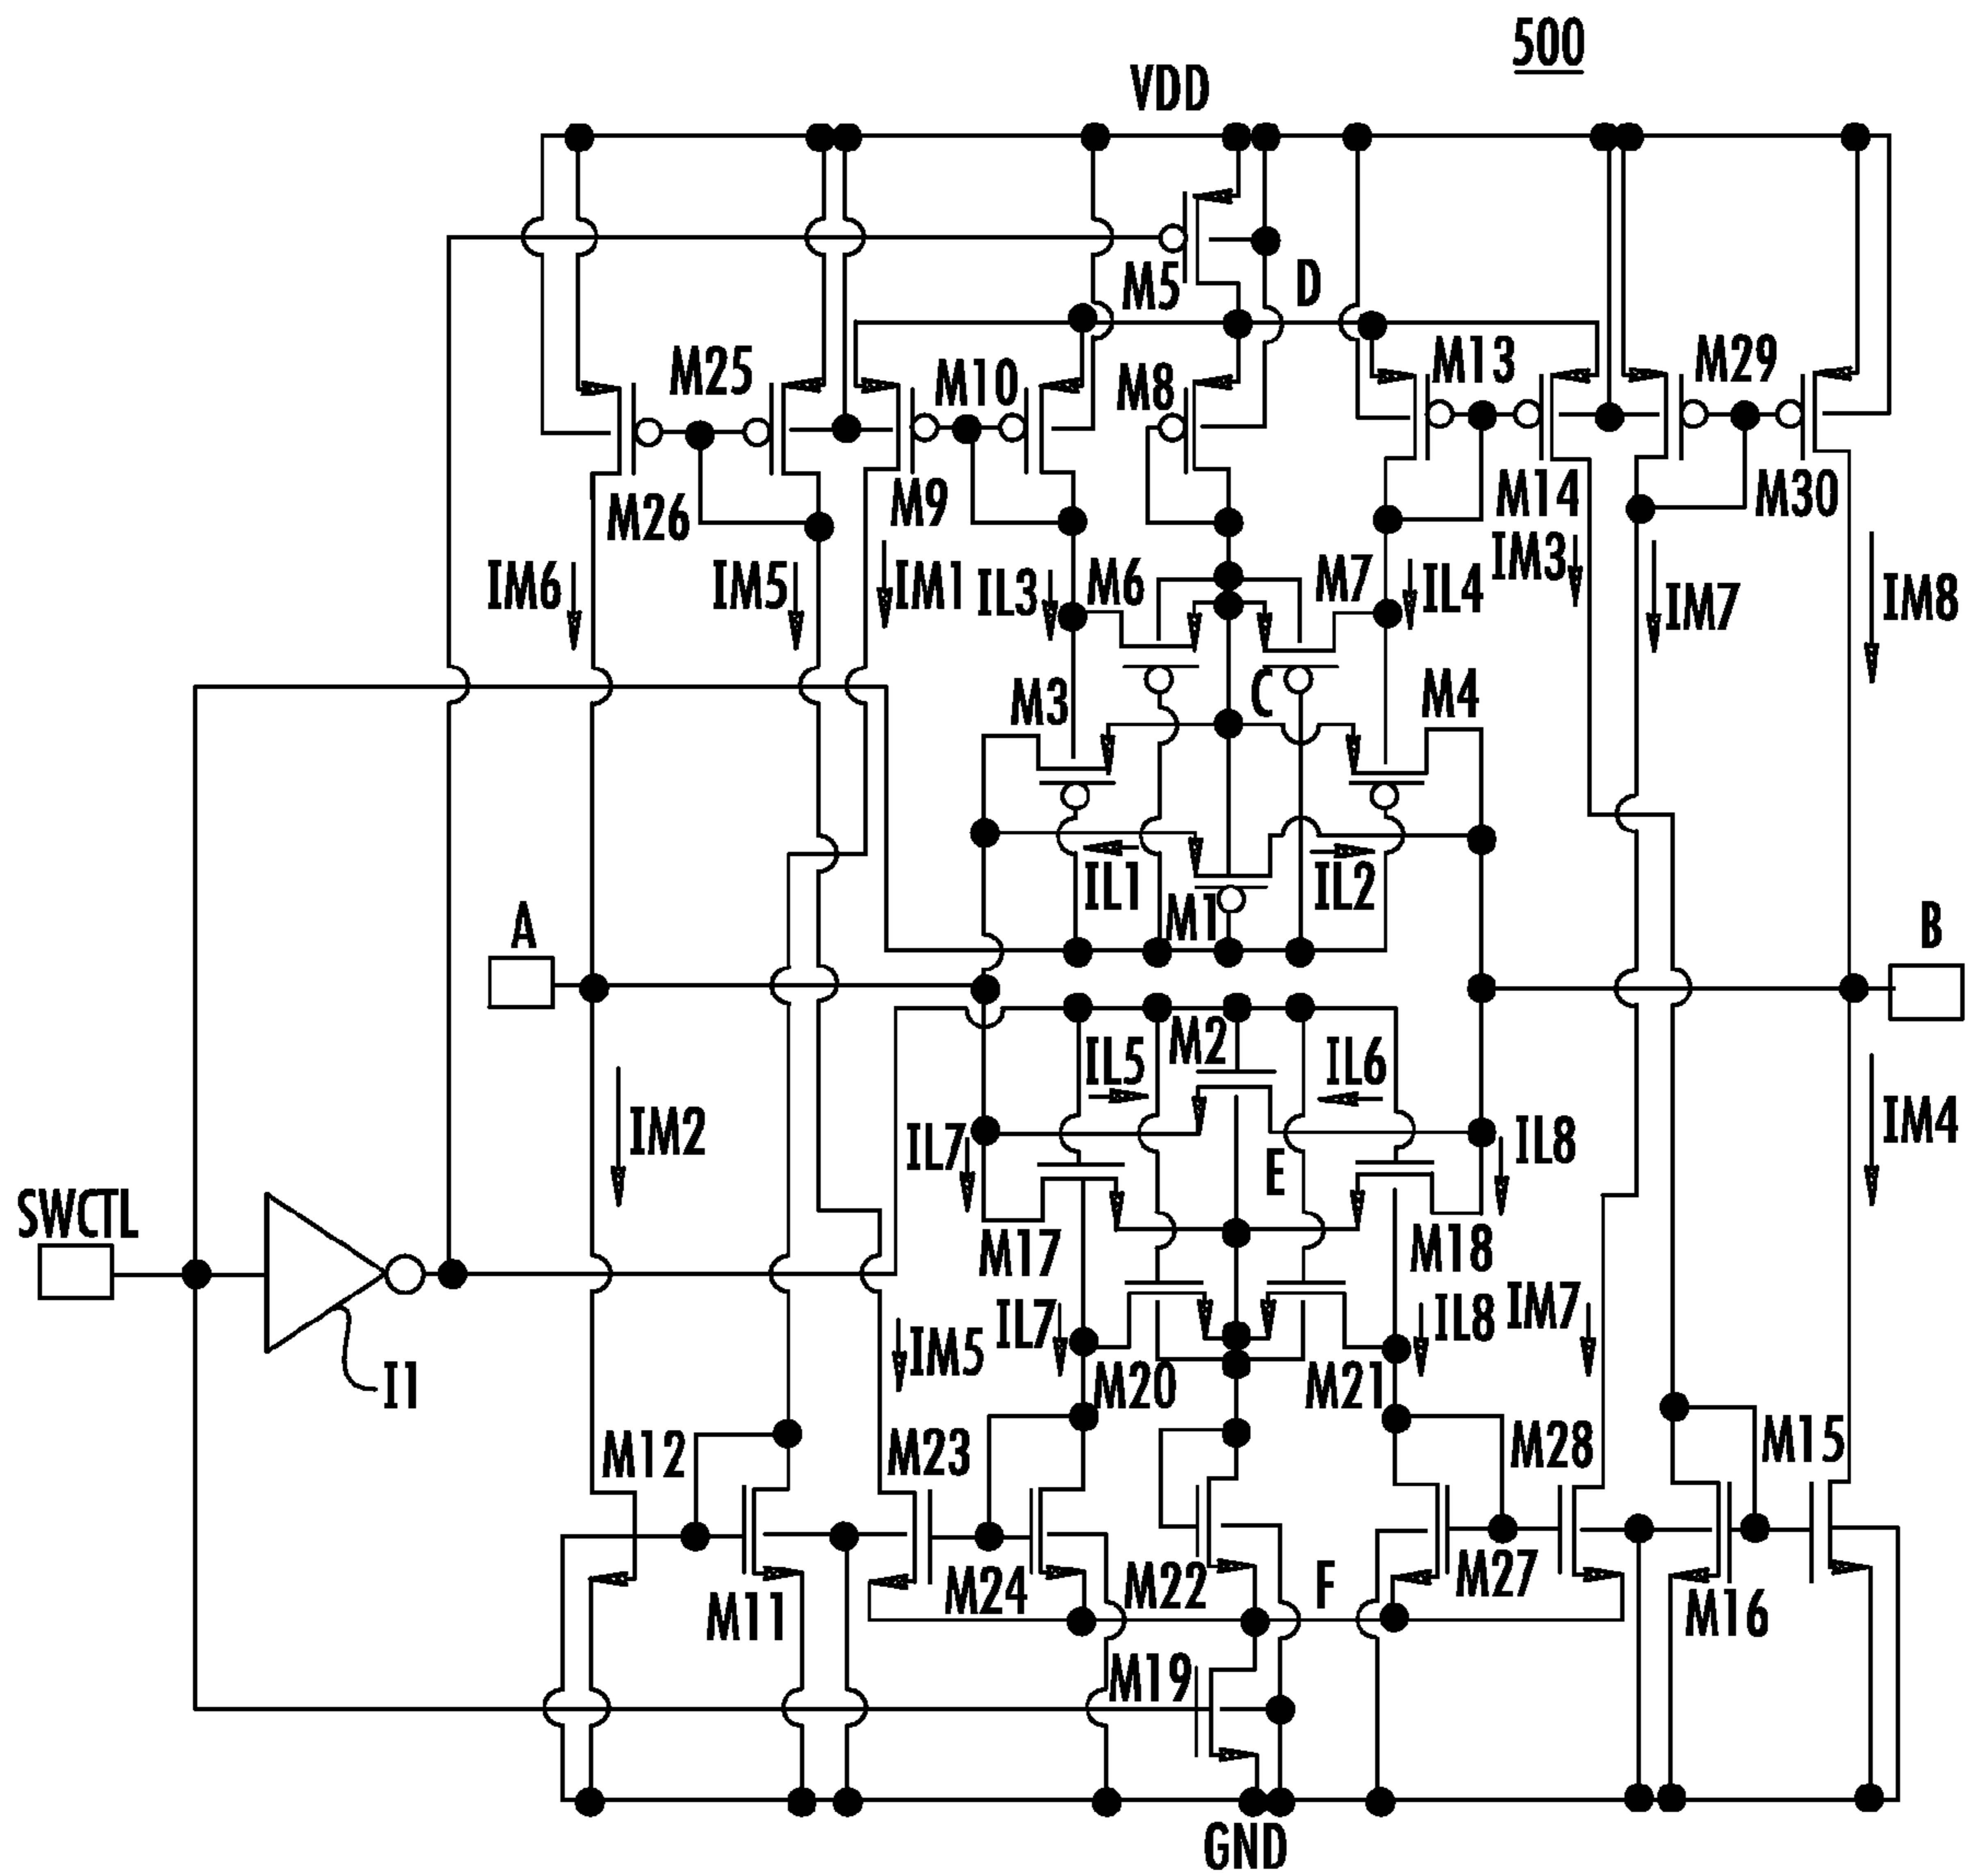 500
VDD
M5
D
M25
M10
M8
M13
M29
M26
M9
M14
M30
IM6
IM5
IM1
IL3
M6
M7
IL4
IM3
IM7
IM8
M3
C
M4
IL1
M1
IL2
A
B
M2
IL5
IL6
IM2
IL7
E
IL8
IM4
SWCTL
M17
M18
I1
IM5
IL7
IL8
IM7
M20
M21
M12
M23
M28
M15
M24
M22
F
M27
M11
M16
M19
GND